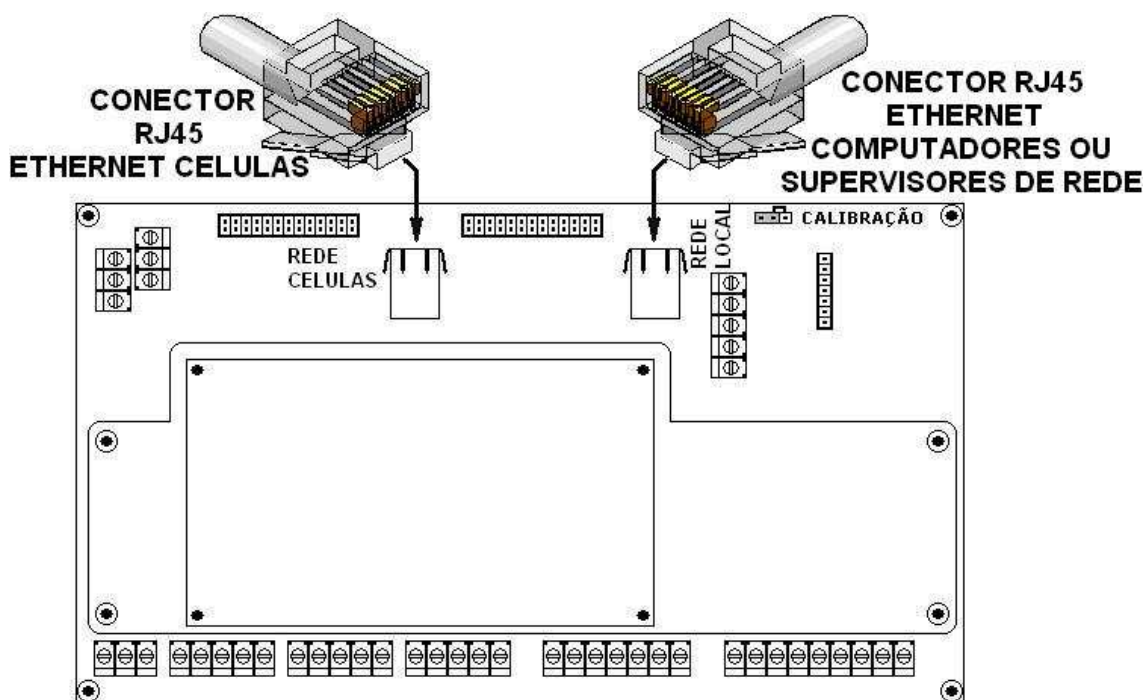 CONECTOR
RJ45
ETHERNET CELULAS
CONECTOR RJ45
ETHERNET
COMPUTADORES OU
SUPERVISORES DE REDE
REDE
CELULAS
REDE
LOCAL
CALIBRAÇÃO